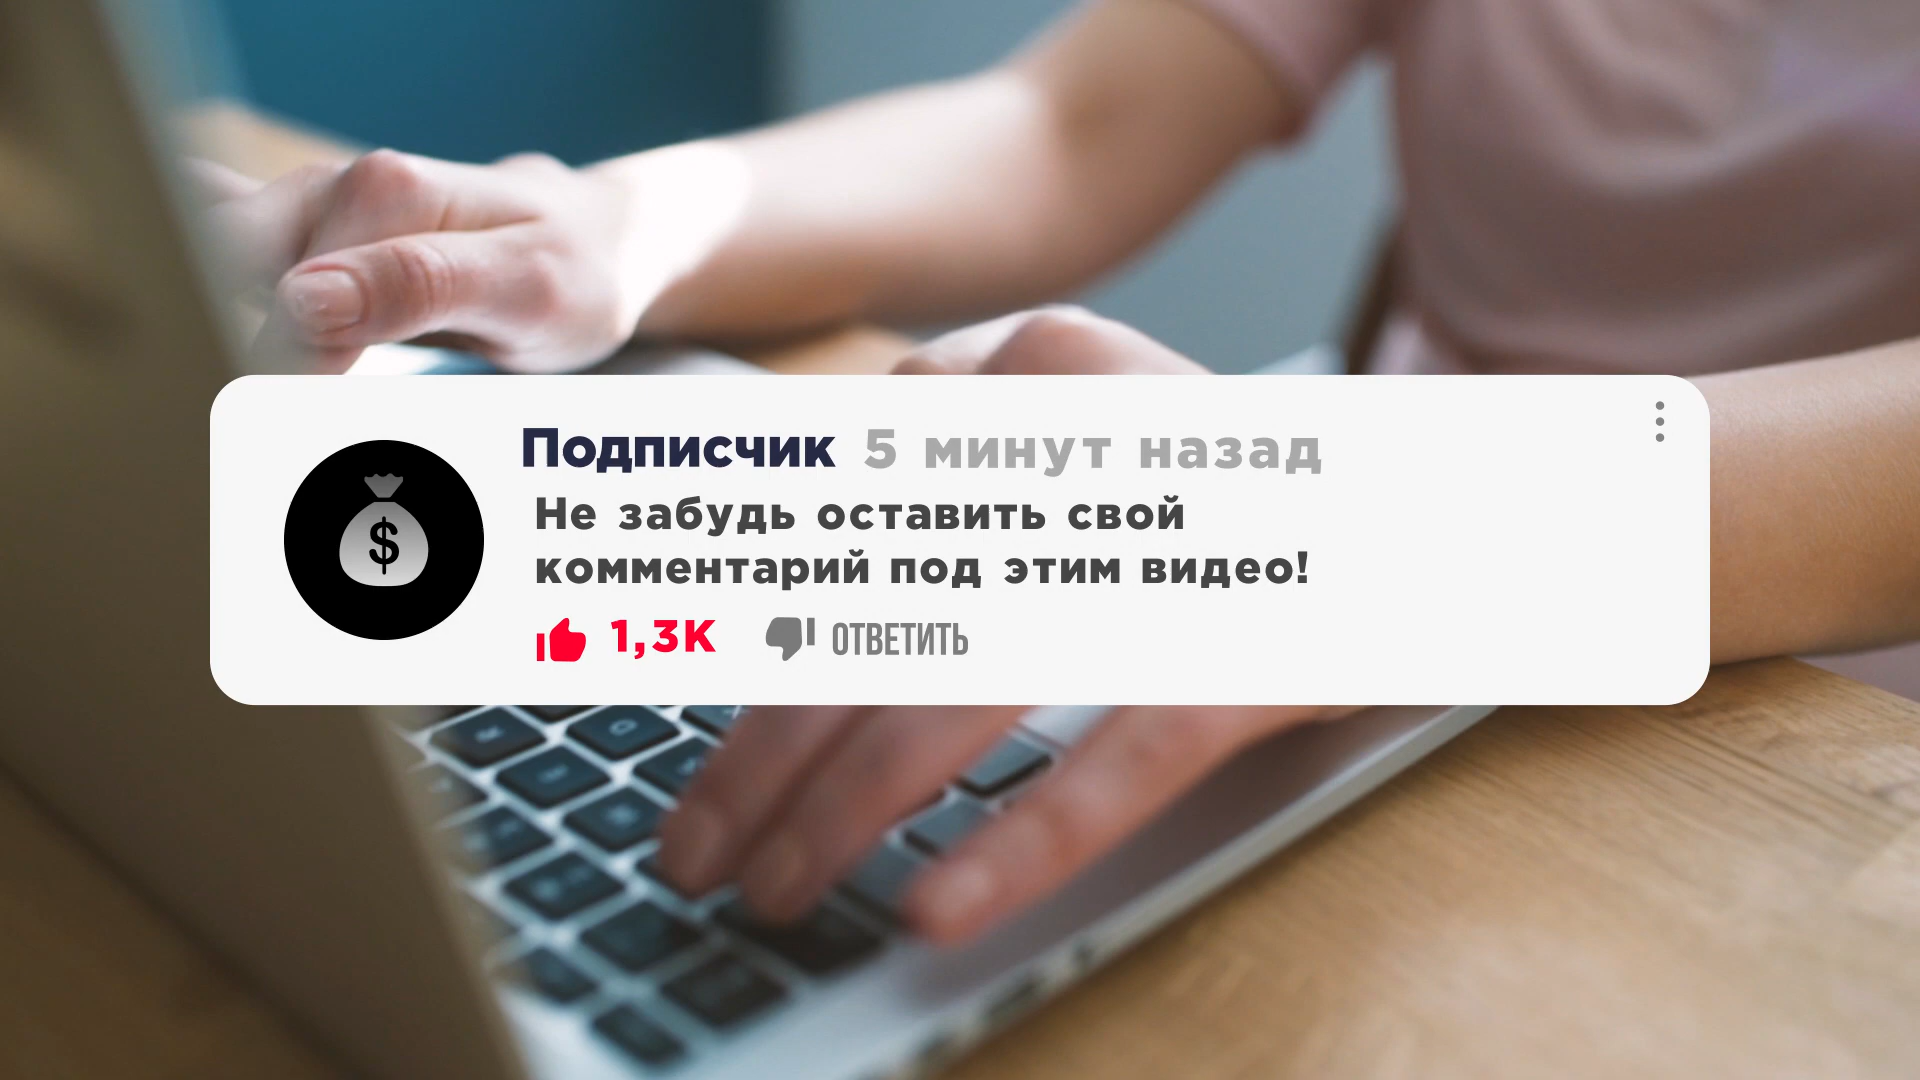 Подписчик 5 минут назад
Не забудь оставить свой
комментарий под этим видео!
$
1,3K ОТВЕТИТЬ